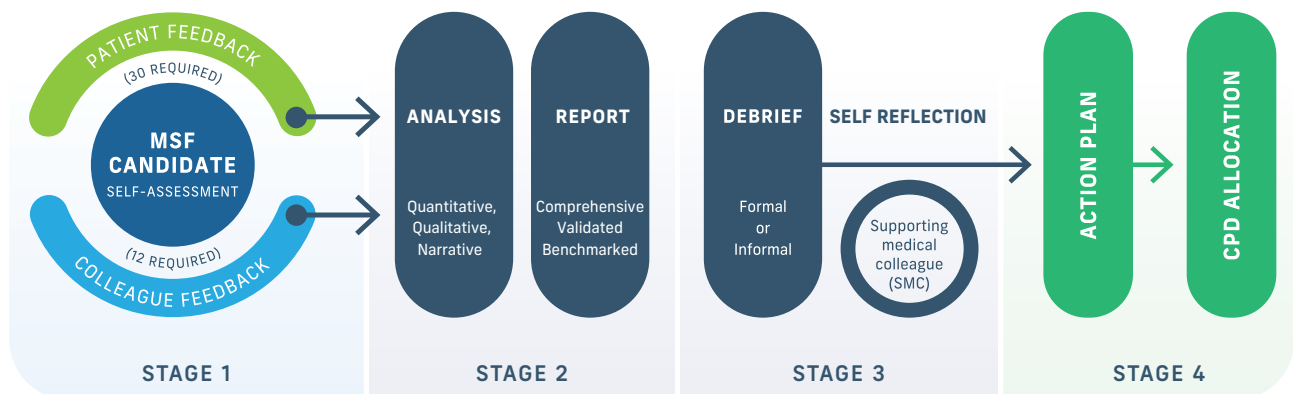 PATIENT FEEDBACK
(30 REQUIRED)
MSF
CANDIDATE
SELF-ASSESSMENT
(12 REQUIRED)
COLLEAGUE FEEDBACK
STAGE 1
ANALYSIS
Quantitative,
Qualitative,
Narrative
REPORT
Comprehensive
Validated
Benchmarked
STAGE 2
DEBRIEF
Formal
or
Informal
SELF REFLECTION
Supporting
medical
colleague
(SMC)
STAGE 3
ACTION PLAN
CPD ALLOCATION
STAGE 4